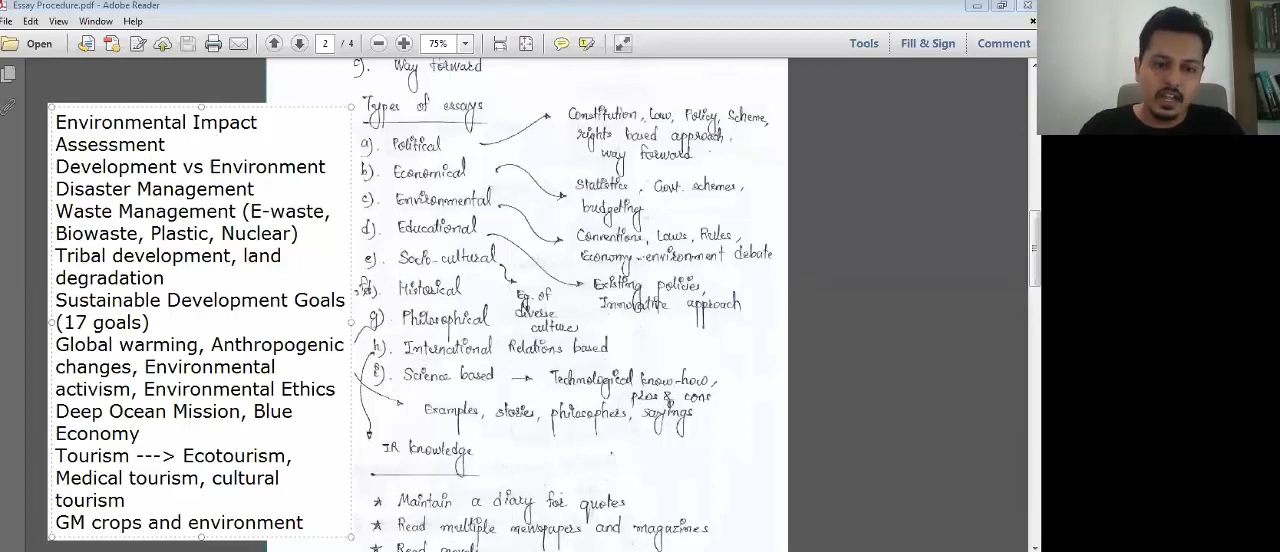 Essay Procedure.pdf - Adobe Reader
File Edit View Window Help
Open
2 / 4
75%
Tools Fill & Sign Comment
Environmental Impact
Assessment
Development vs Environment
Disaster Management
Waste Management (E-waste,
Biowaste, Plastic, Nuclear)
Tribal development, land
degradation
Sustainable Development Goals
(17 goals)
Global warming, Anthropogenic
changes, Environmental
activism, Environmental Ethics
Deep Ocean Mission, Blue
Economy
Tourism ---> Ecotourism,
Medical tourism, cultural
tourism
GM crops and environment
Way forward
Types of essays
a). Political
b). Economical
c). Environmental
d). Educational
e). Socio-cultural
Historical
g). Philosophical
h). International Relations based
i). Science based → Technological know-how,
pros & cons
Examples, stories, philosophers, sayings
IR knowledge
Constitution, Law, Policy, Scheme,
rights based approach,
way forward
Statistics, Govt. schemes,
budgeting
Conventions, Laws, Rules,
Economy-environment debate
Existing policies,
Innovative approach
Eg. of
diverse
cultures
* Maintain a diary for quotes
* Read multiple newspapers and magazines
* Read novels